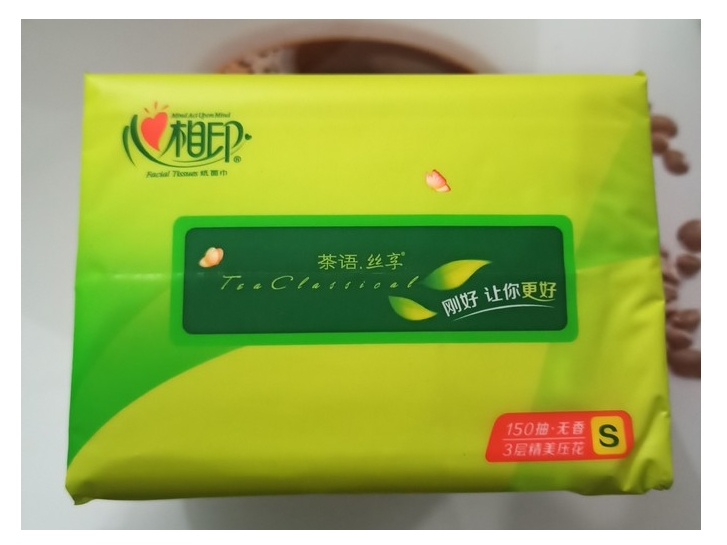 Mind Act Upon Mind
心相印®
Facial Tissues 纸面巾
茶语.丝享®
Tea Classical
刚好 让你更好
150抽·无香
3层精美压花
S